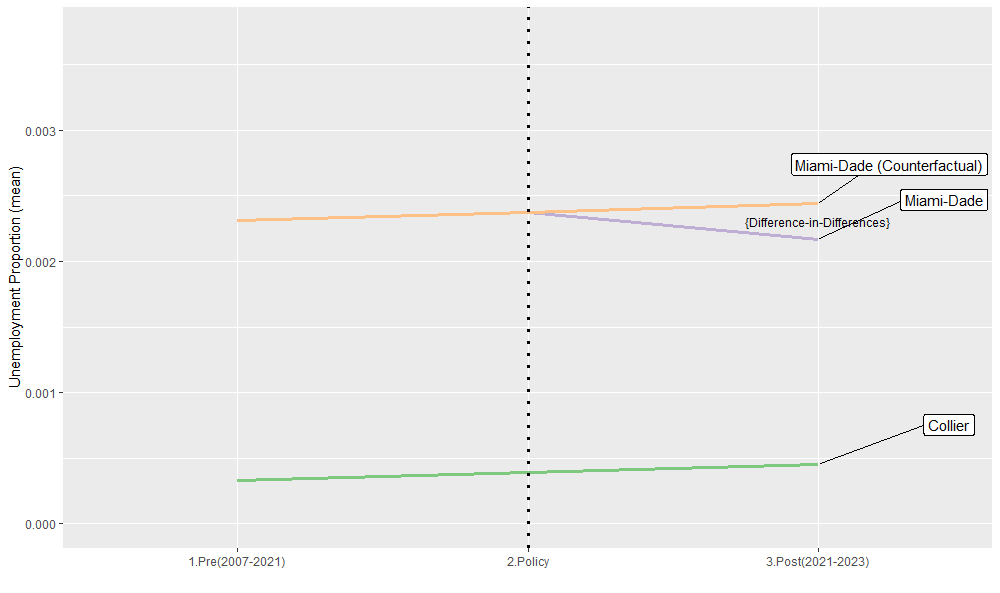 0.003
0.002
0.001
0.000
Unemployment Proportion (mean)
Miami-Dade (Counterfactual)
Miami-Dade
{Difference-in-Differences}
Collier
1.Pre(2007-2021)
2.Policy
3.Post(2021-2023)